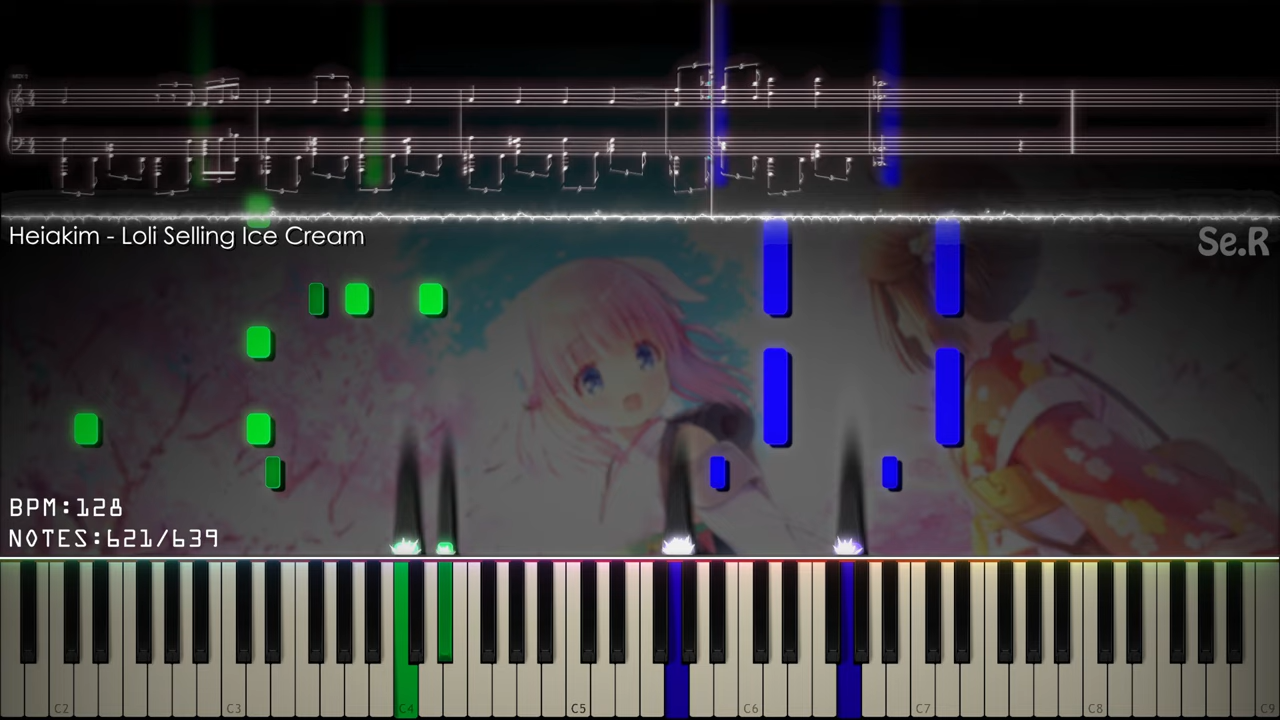 Heiakim - Loli Selling Ice Cream
Se.R
BPM:128
NOTES:621/639
C2 C3 C4 C5 C6 C7 C8 C9